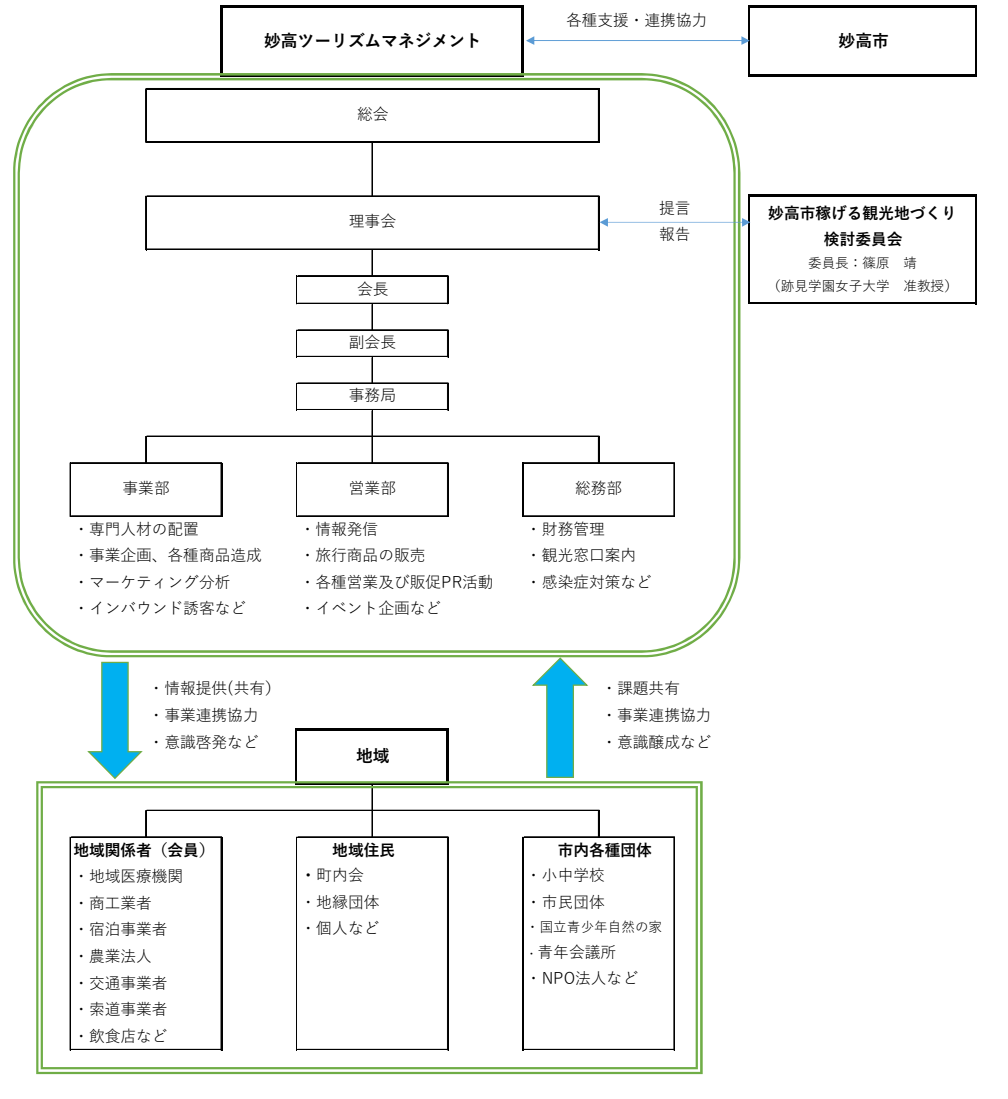 妙高ツーリズムマネジメント
各種支援・連携協力
妙高市
総会
理事会
提言
報告
妙高市稼げる観光地づくり
検討委員会
委員長：篠原　靖
（跡見学園女子大学　准教授）
会長
副会長
事務局
事業部
・専門人材の配置
・事業企画、各種商品造成
・マーケティング分析
・インバウンド誘客など
営業部
・情報発信
・旅行商品の販売
・各種営業及び販促PR活動
・イベント企画など
総務部
・財務管理
・観光窓口案内
・感染症対策など
・情報提供(共有)
・事業連携協力
・意識啓発など
・課題共有
・事業連携協力
・意識醸成など
地域
地域関係者（会員）
・地域医療機関
・商工業者
・宿泊事業者
・農業法人
・交通事業者
・索道事業者
・飲食店など
地域住民
・町内会
・地縁団体
・個人など
市内各種団体
・小中学校
・市民団体
・国立青少年自然の家
・青年会議所
・NPO法人など